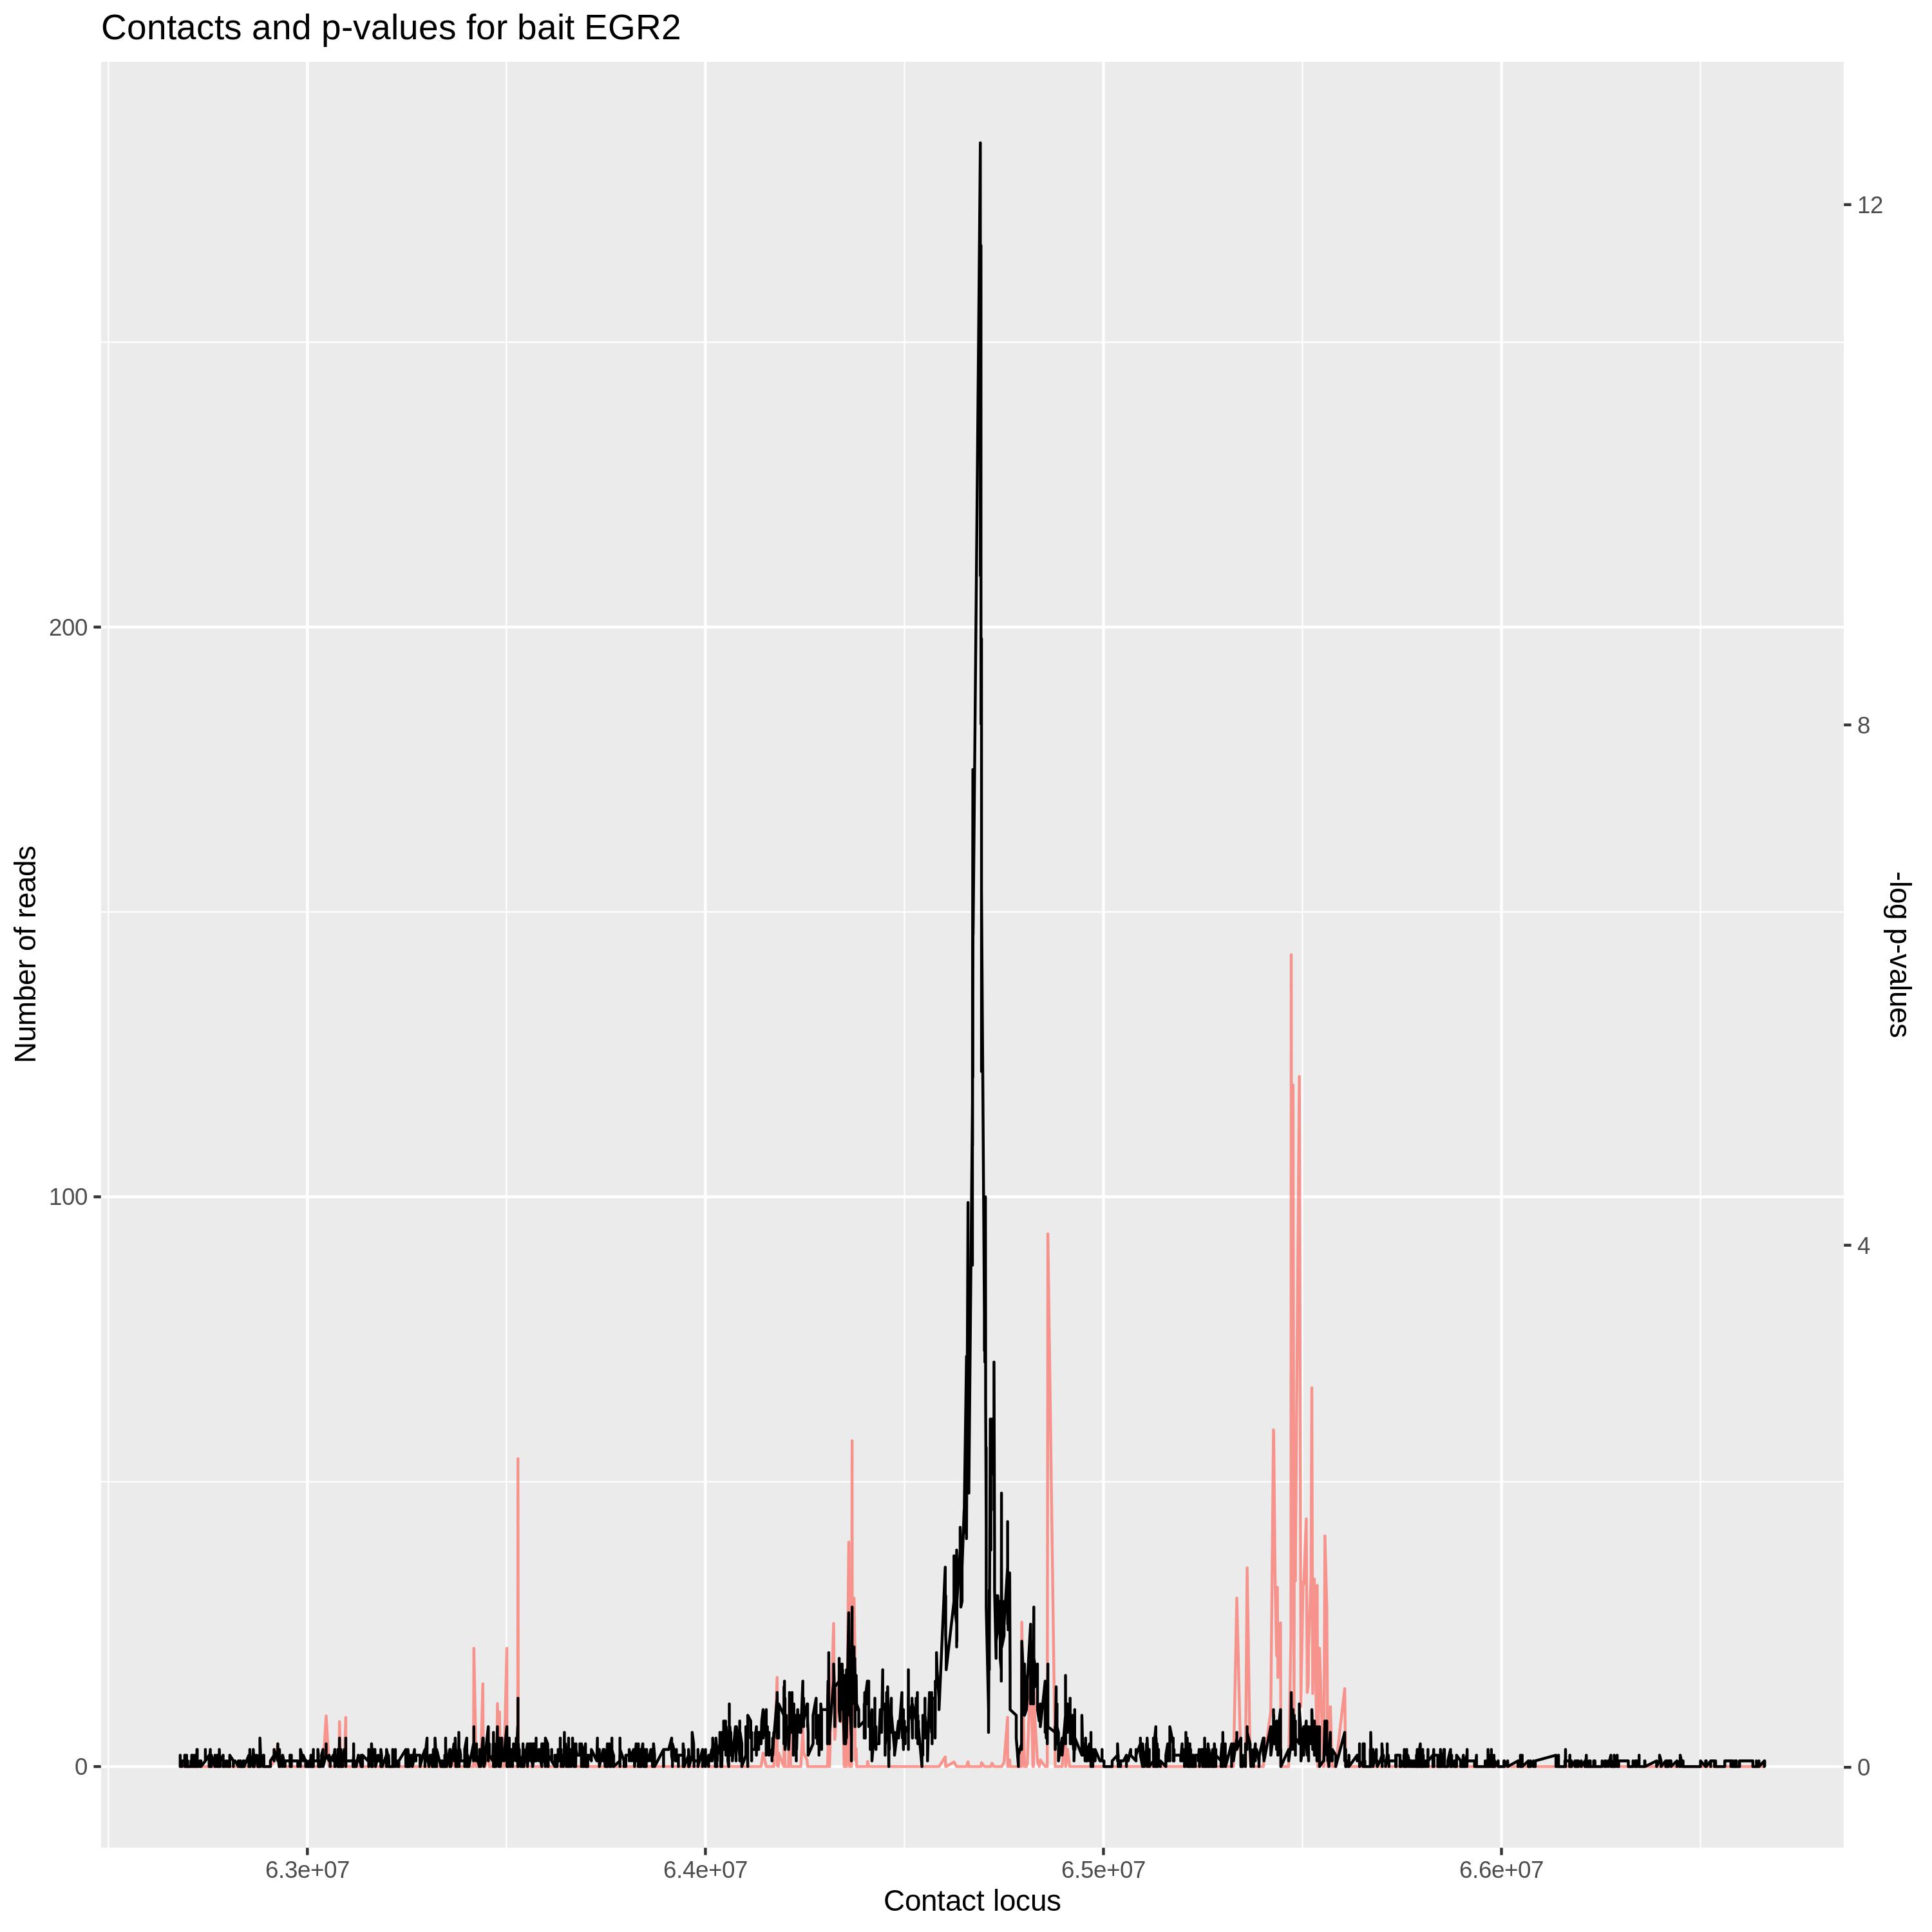 Contacts and p-values for bait EGR2
Number of reads
200
100
0
12
8
4
0
-log p-values
6.3e+07
6.4e+07
6.5e+07
6.6e+07
Contact locus